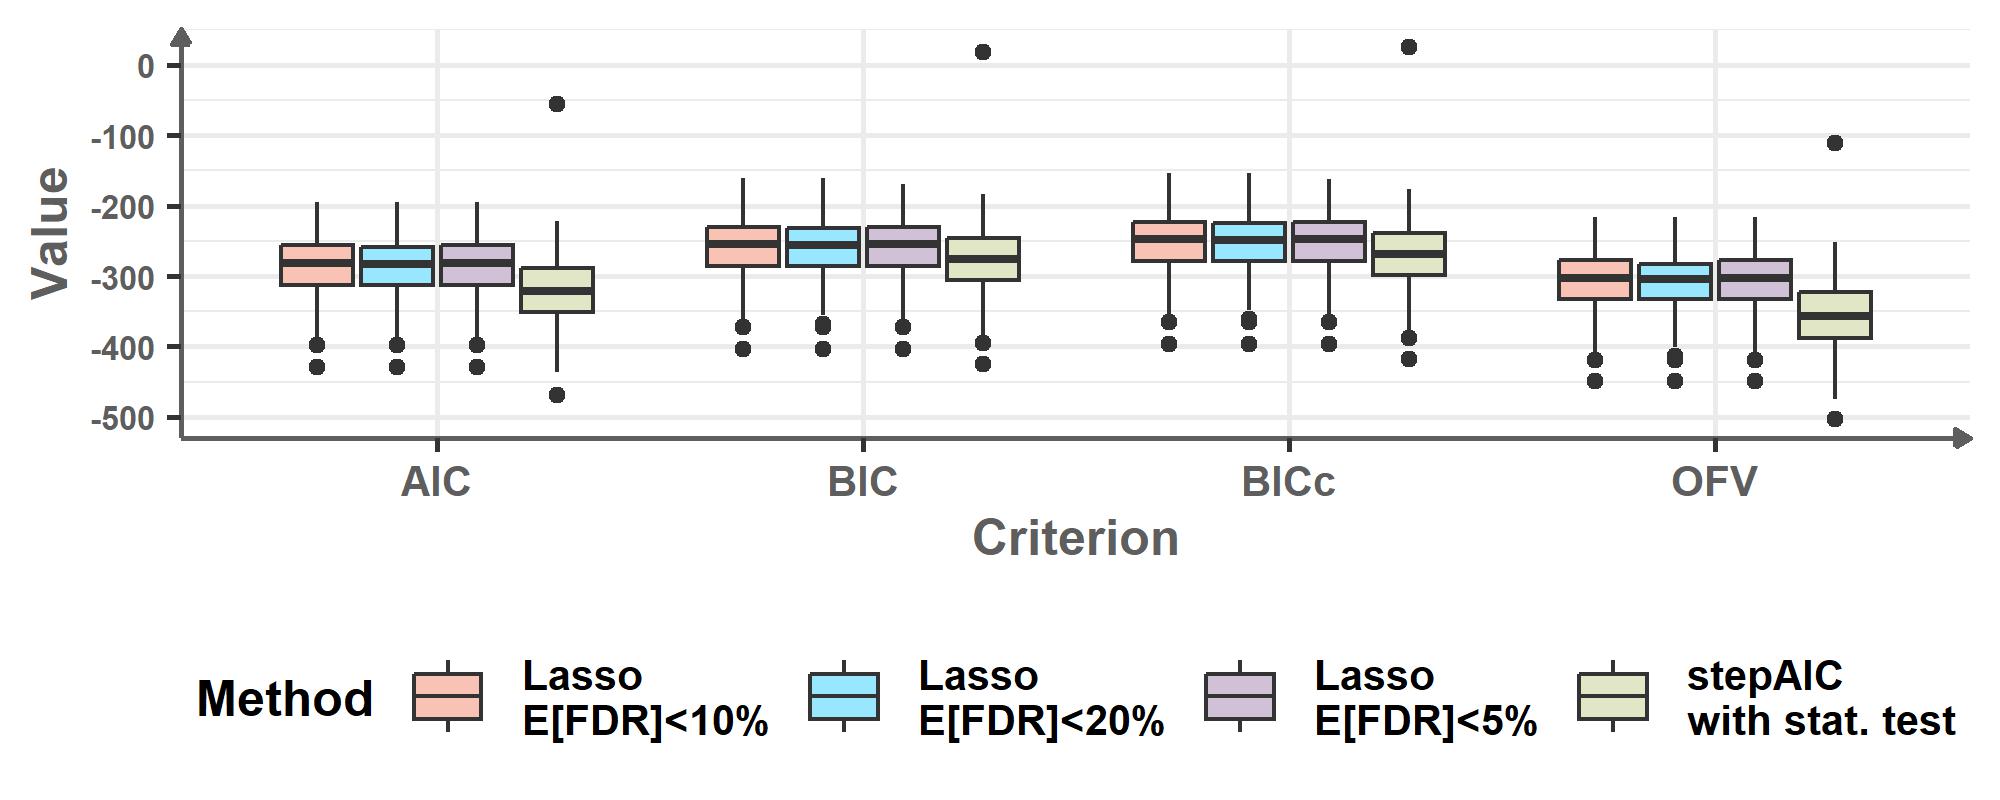 Value
0
-100
-200
-300
-400
-500
AIC
BIC
BICc
OFV
Criterion
Method
Lasso
E[FDR]<10%
Lasso
E[FDR]<20%
Lasso
E[FDR]<5%
stepAIC
with stat. test